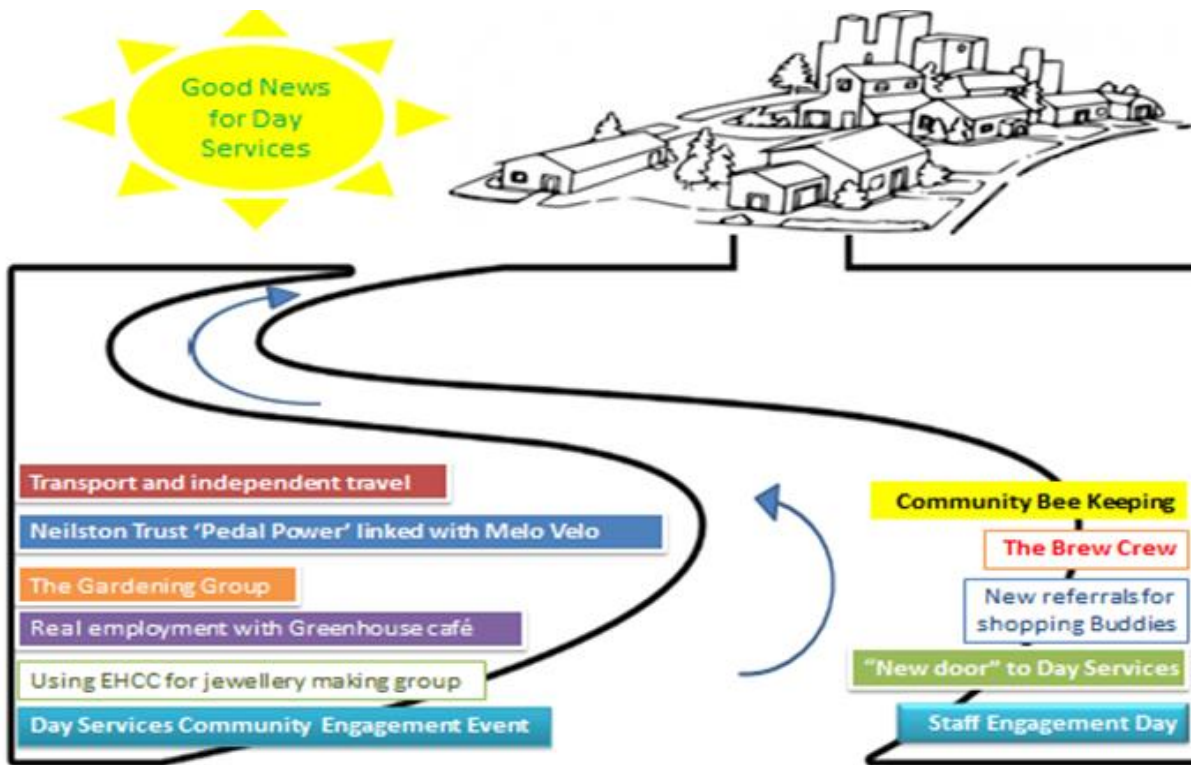 Good News
for Day
Services
Transport and independent travel
Neilston Trust ‘Pedal Power’ linked with Melo Velo
The Gardening Group
Real employment with Greenhouse café
Using EHCC for jewellery making group
Day Services Community Engagement Event
Community Bee Keeping
The Brew Crew
New referrals for
shopping Buddies
“New door” to Day Services
Staff Engagement Day